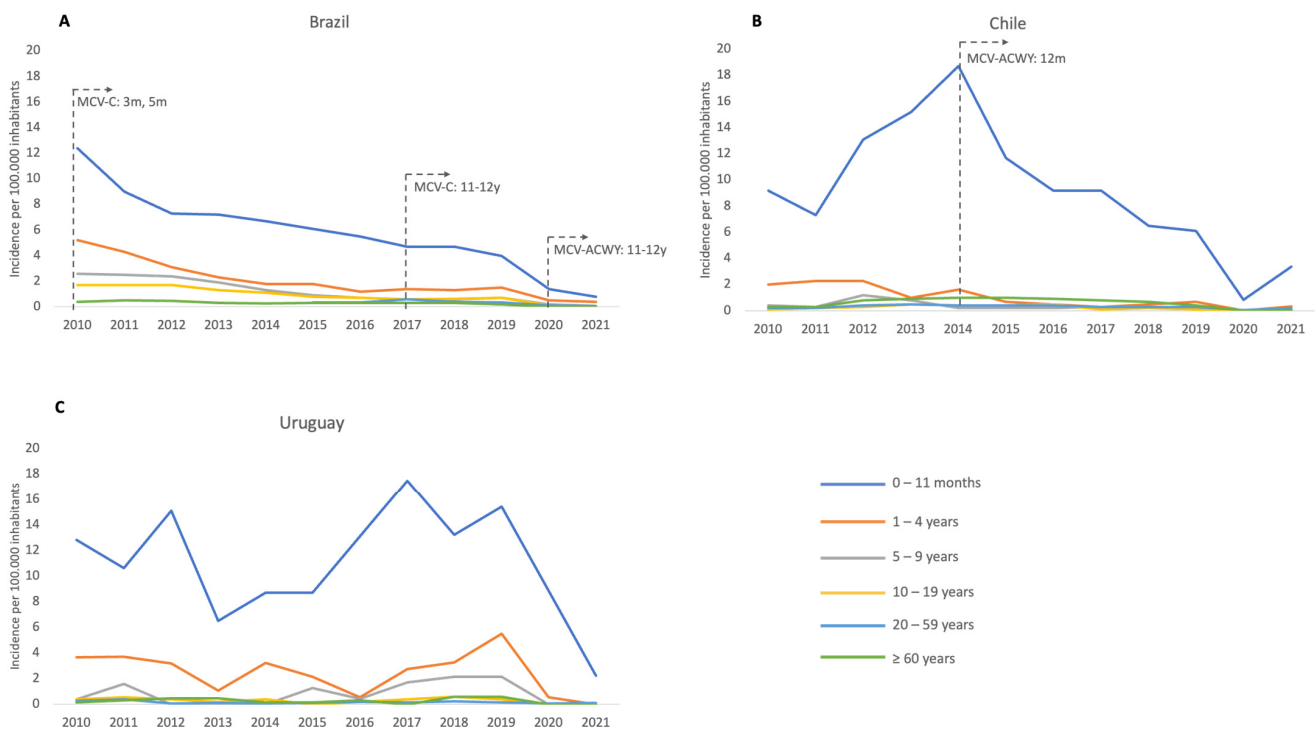 A
Brazil
Incidence per 100.000 inhabitants
20
18
16
14
12
10
8
6
4
2
0
MCV-C: 3m, 5m
MCV-C: 11-12y
MCV-ACWY: 11-12y
2010 2011 2012 2013 2014 2015 2016 2017 2018 2019 2020 2021
B
Chile
Incidence per 100.000 inhabitants
20
18
16
14
12
10
8
6
4
2
0
MCV-ACWY: 12m
2010 2011 2012 2013 2014 2015 2016 2017 2018 2019 2020 2021
C
Uruguay
Incidence per 100.000 inhabitants
20
18
16
14
12
10
8
6
4
2
0
2010 2011 2012 2013 2014 2015 2016 2017 2018 2019 2020 2021
0 – 11 months
1 – 4 years
5 – 9 years
10 – 19 years
20 – 59 years
≥ 60 years